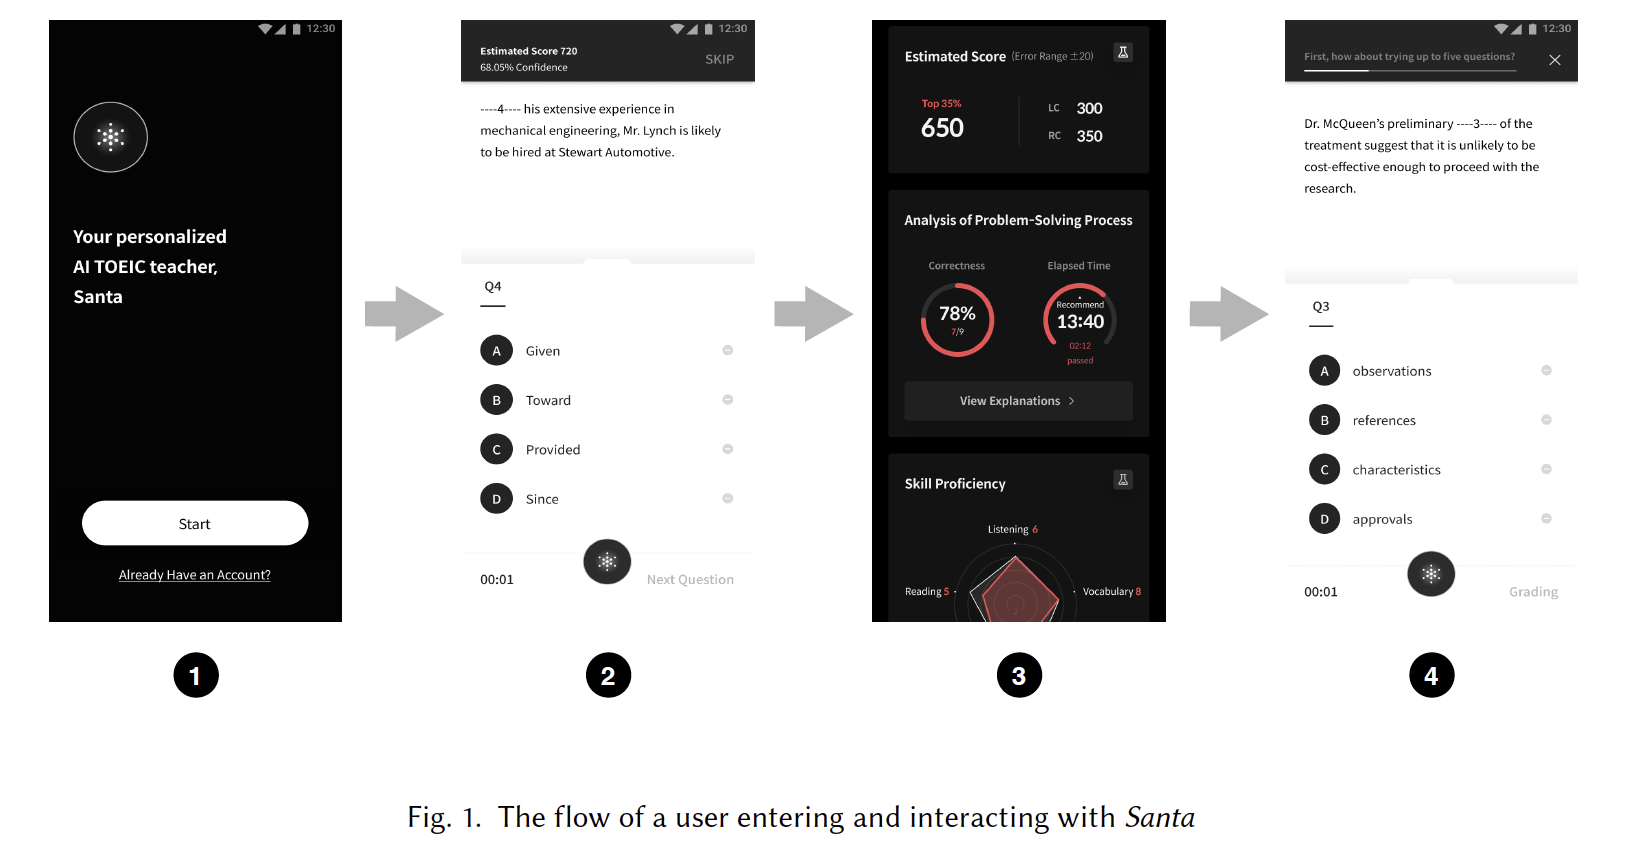 12:30
Your personalized
AI TOEIC teacher,
Santa
Start
Already Have an Account?
1
12:30
Estimated Score 720
68.05% Confidence
SKIP
----4---- his extensive experience in
mechanical engineering, Mr. Lynch is likely
to be hired at Stewart Automotive.
Q4
A Given
B Toward
C Provided
D Since
00:01
Next Question
2
Estimated Score (Error Range ±20)
Top 35%
650
LC 300
RC 350
Analysis of Problem-Solving Process
Correctness
78%
7/9
Elapsed Time
Recommend
13:40
02:12
passed
View Explanations >
Skill Proficiency
Listening 6
Reading 5
Vocabulary 8
3
12:30
First, how about trying up to five questions?
Dr. McQueen's preliminary ----3---- of the
treatment suggest that it is unlikely to be
cost-effective enough to proceed with the
research.
Q3
A observations
B references
C characteristics
D approvals
00:01
Grading
4
Fig. 1. The flow of a user entering and interacting with Santa